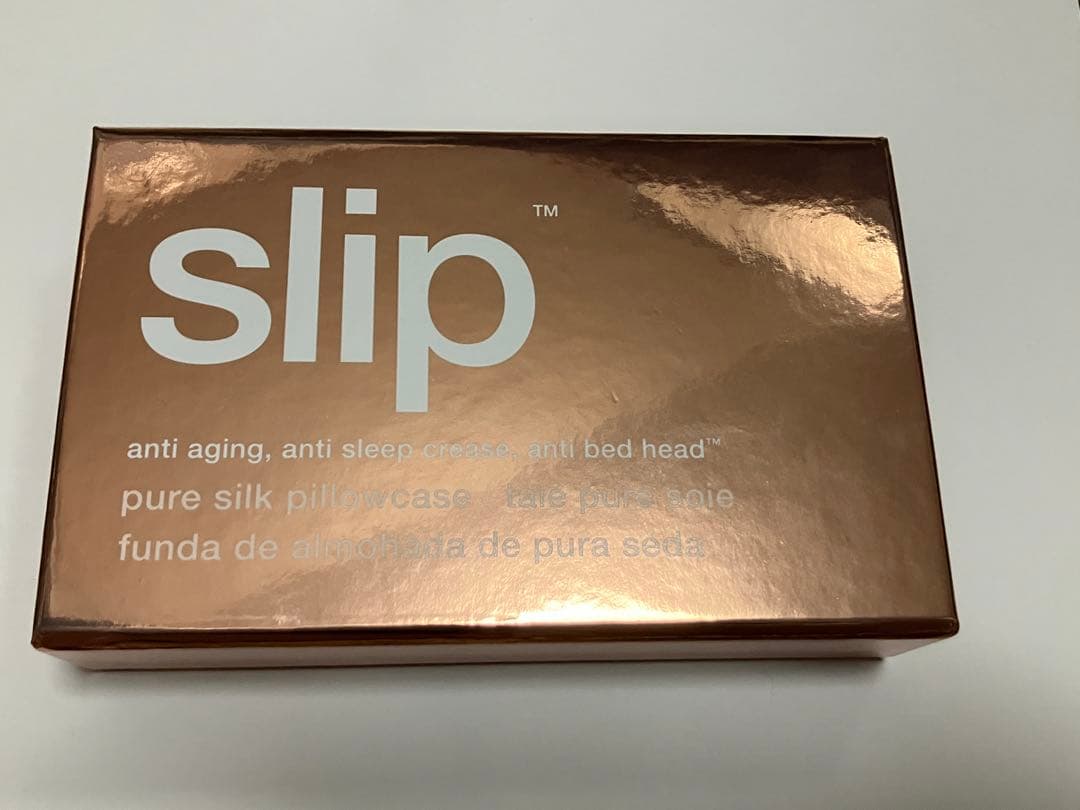 slip™
anti aging, anti sleep crease, anti bed head™
pure silk pillowcase taie pure soie
funda de almohada de pura seda